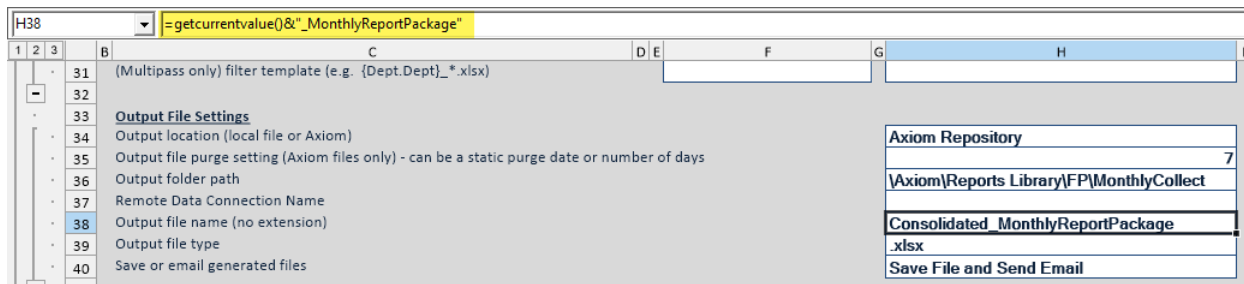 H38 =getcurrentvalue()&"_MonthlyReportPackage"
1 2 3 B C D E F G H
31 (Multipass only) filter template (e.g. {Dept.Dept}_*.xlsx)
32
33 Output File Settings
34 Output location (local file or Axiom) Axiom Repository
35 Output file purge setting (Axiom files only) - can be a static purge date or number of days 7
36 Output folder path \Axiom\Reports Library\FP\MonthlyCollect
37 Remote Data Connection Name
38 Output file name (no extension) Consolidated_MonthlyReportPackage
39 Output file type .xlsx
40 Save or email generated files Save File and Send Email